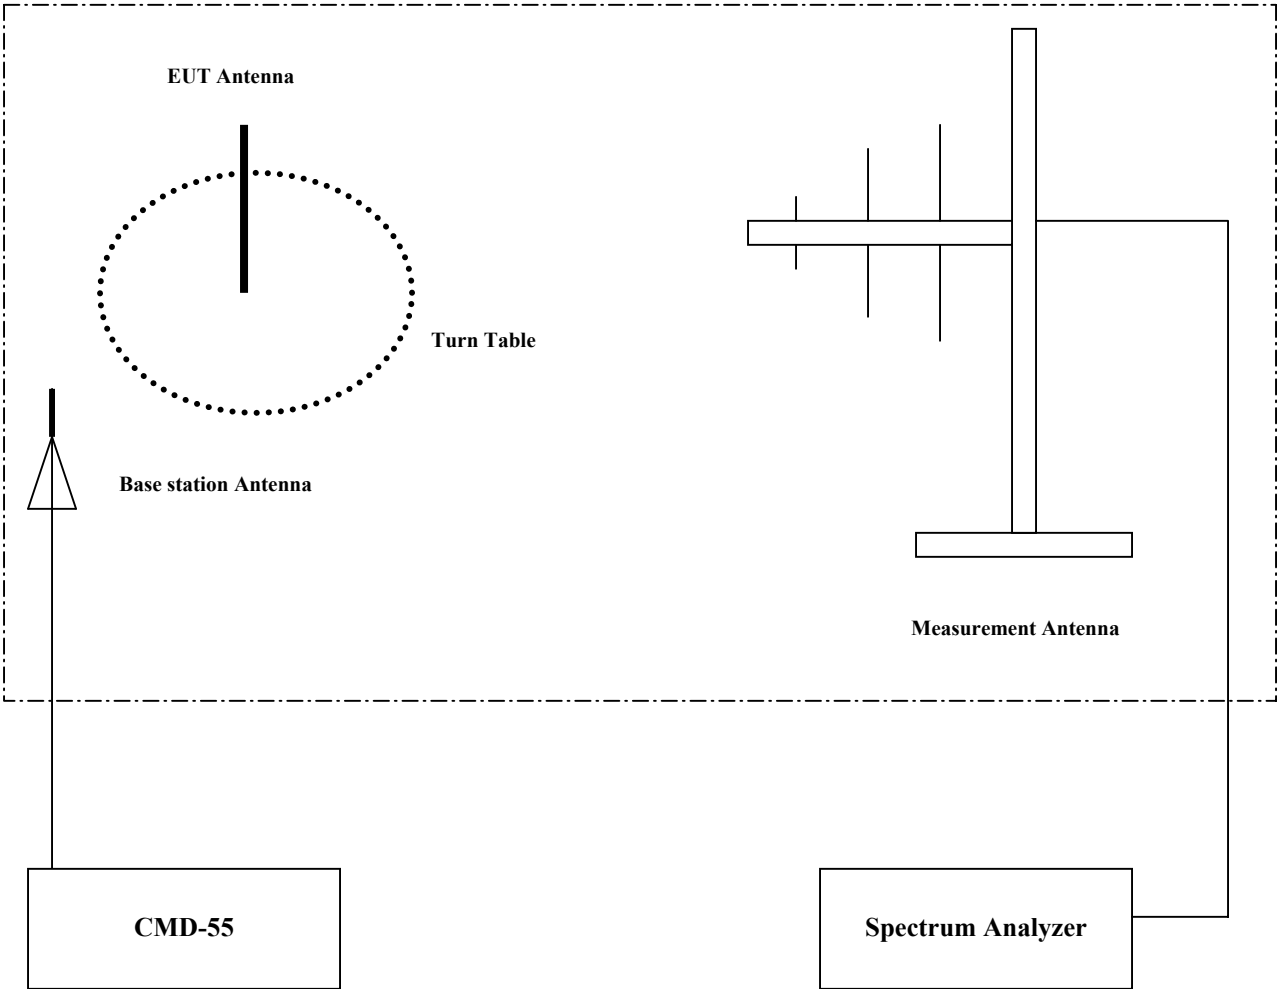 EUT Antenna
Turn Table
Base station Antenna
Measurement Antenna
CMD-55
Spectrum Analyzer